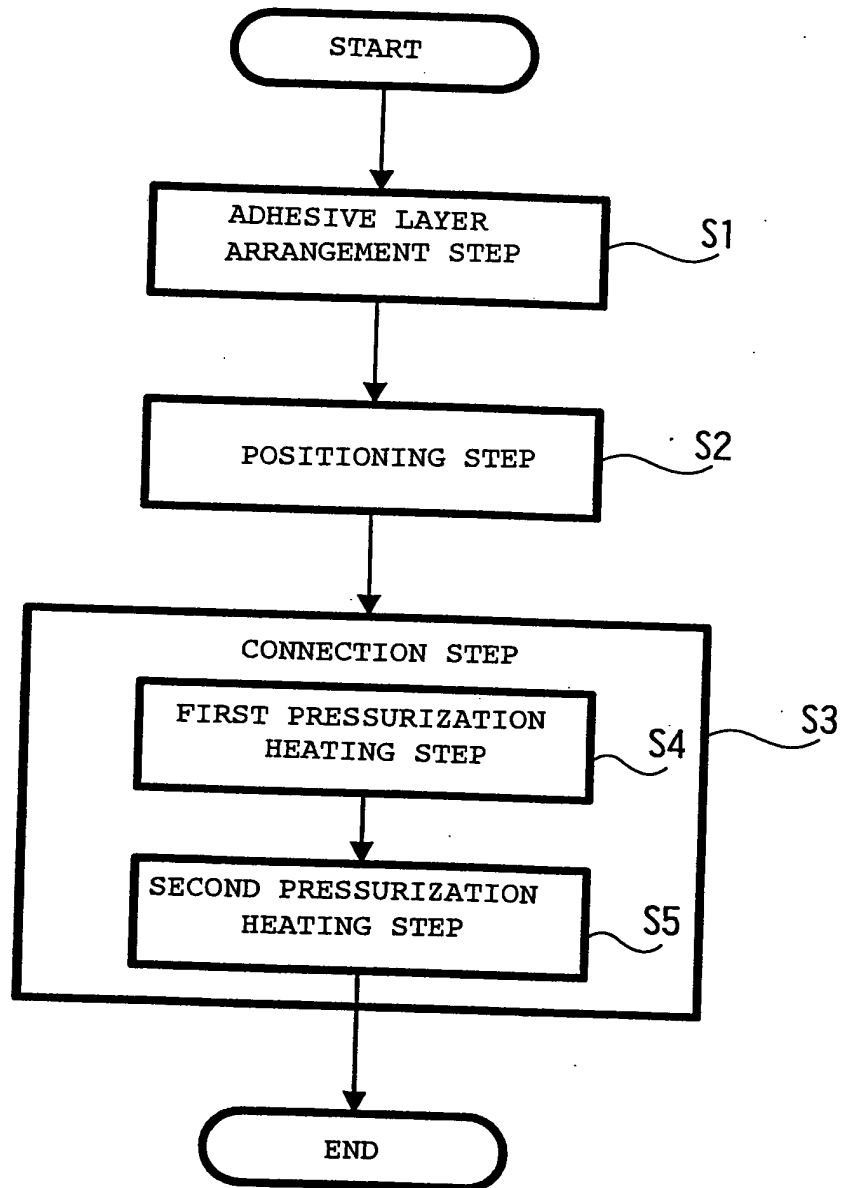 START
ADHESIVE LAYER
ARRANGEMENT STEP
S1
POSITIONING STEP
S2
CONNECTION STEP
S3
FIRST PRESSURIZATION
HEATING STEP
S4
SECOND PRESSURIZATION
HEATING STEP
S5
END